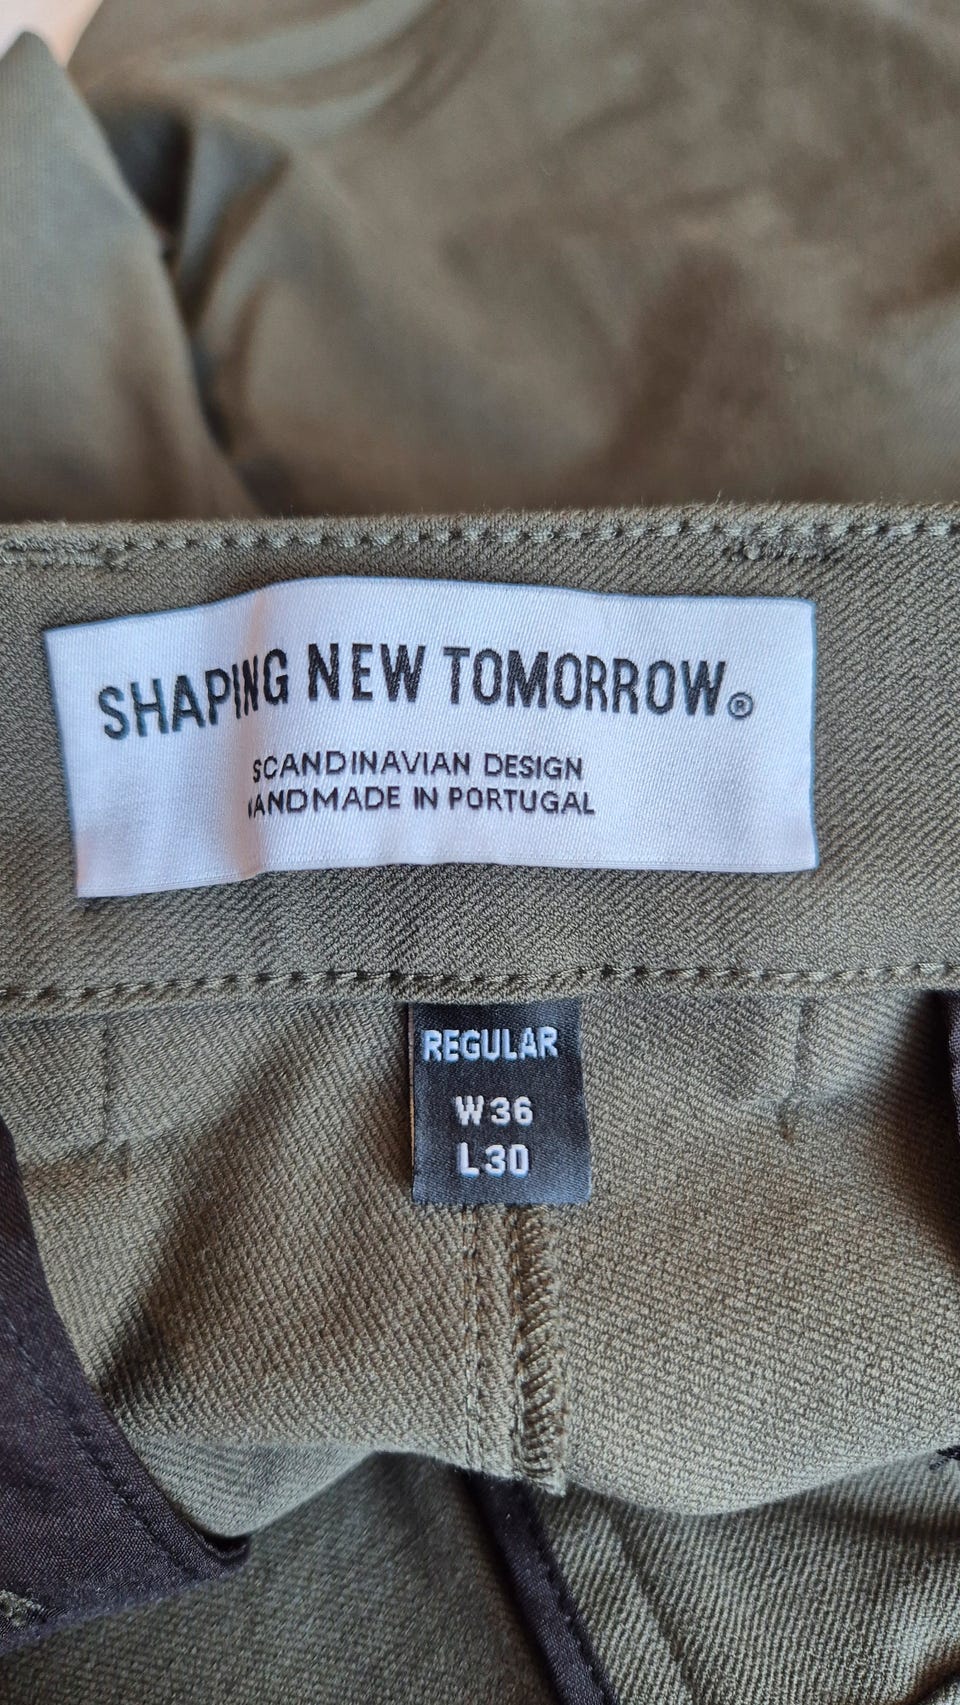 SHAPING NEW TOMORROW®
SCANDINAVIAN DESIGN
HANDMADE IN PORTUGAL
REGULAR
W36
L30